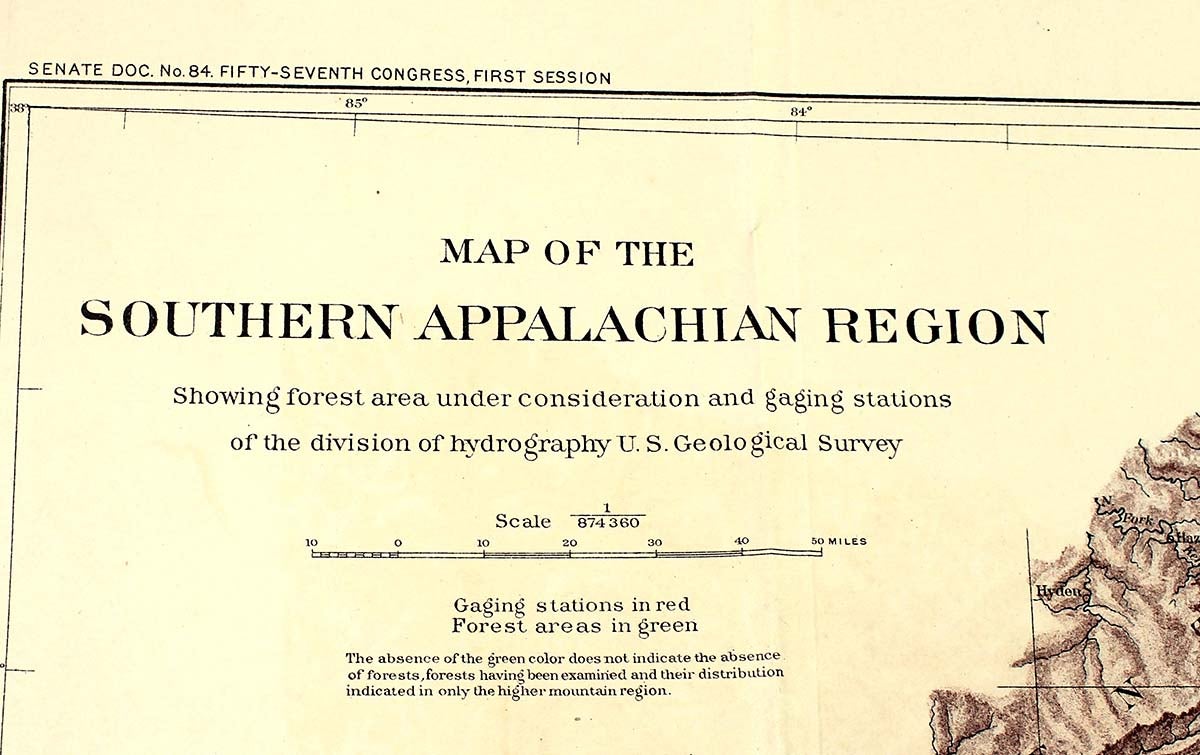 SENATE DOC. No. 84. FIFTY-SEVENTH CONGRESS, FIRST SESSION
38°
85°
84°
MAP OF THE
SOUTHERN APPALACHIAN REGION
Showing forest area under consideration and gaging stations
of the division of hydrography U. S. Geological Survey
Scale 1/874360
10 0 10 20 30 40 50 MILES
Gaging stations in red
Forest areas in green
The absence of the green color does not indicate the absence
of forests, forests having been examined and their distribution
indicated in only the higher mountain region.
N.
Fork
Haz
Hyden
N